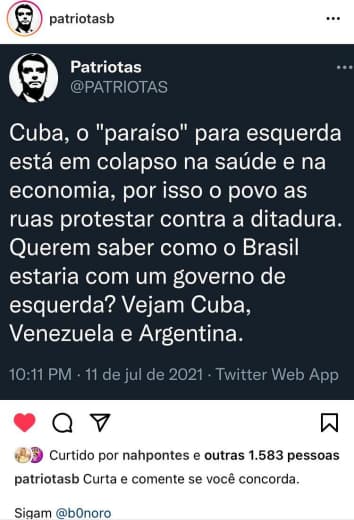 patriotasb
Patriotas
@PATRIOTAS
Cuba, o "paraíso" para esquerda
está em colapso na saúde e na
economia, por isso o povo as
ruas protestar contra a ditadura.
Querem saber como o Brasil
estaria com um governo de
esquerda? Vejam Cuba,
Venezuela e Argentina.
10:11 PM · 11 de jul de 2021 · Twitter Web App
Curtido por nahpontes e outras 1.583 pessoas
patriotasb Curta e comente se você concorda.
Sigam @b0noro